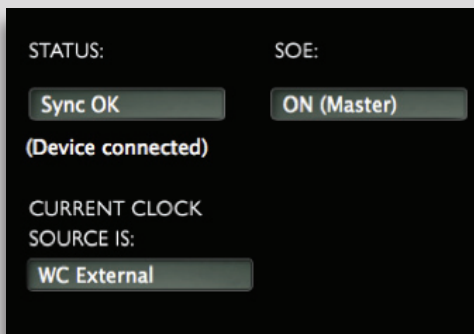 STATUS:
SOE:
Sync OK
ON (Master)
(Device connected)
CURRENT CLOCK
SOURCE IS:
WC External